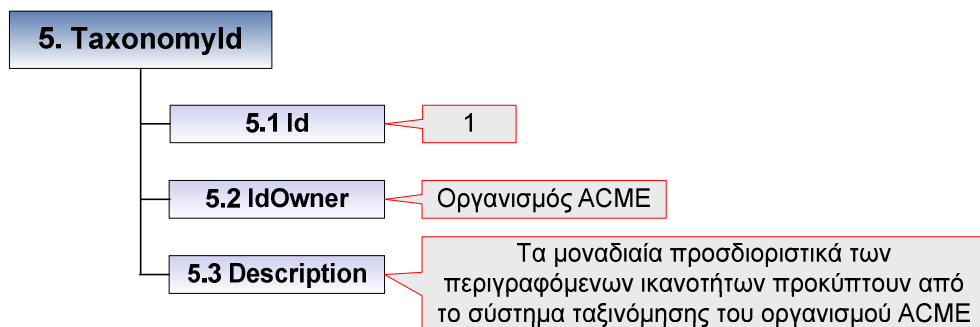 5. TaxonomyId
5.1 Id
1
5.2 IdOwner
Οργανισμός ACME
5.3 Description
Τα μοναδιαία προσδιοριστικά των
περιγραφόμενων ικανοτήτων προκύπτουν από
το σύστημα ταξινόμησης του οργανισμού ACME